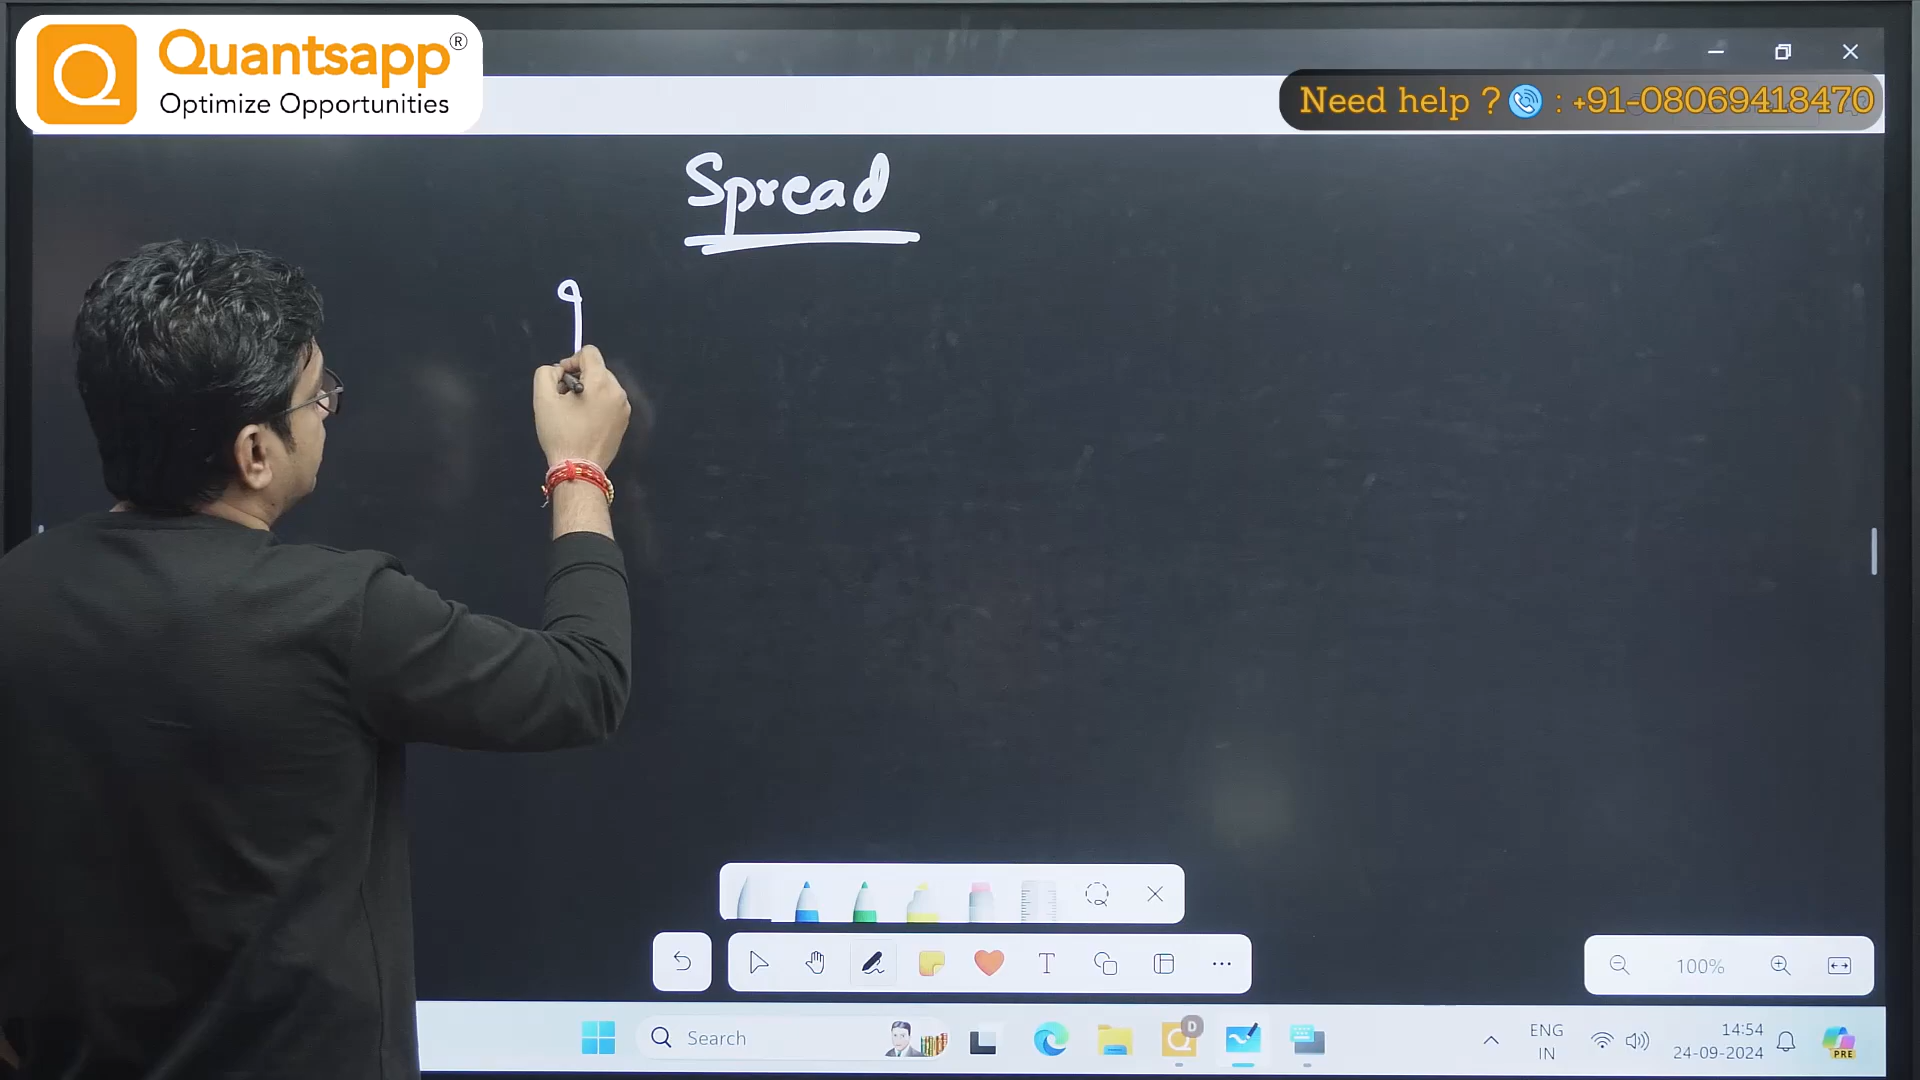 Quantsapp®
Optimize Opportunities
Need help ? : +91-08069418470
Spread
100%
Search
D
ENG
IN
14:54
24-09-2024
PRE